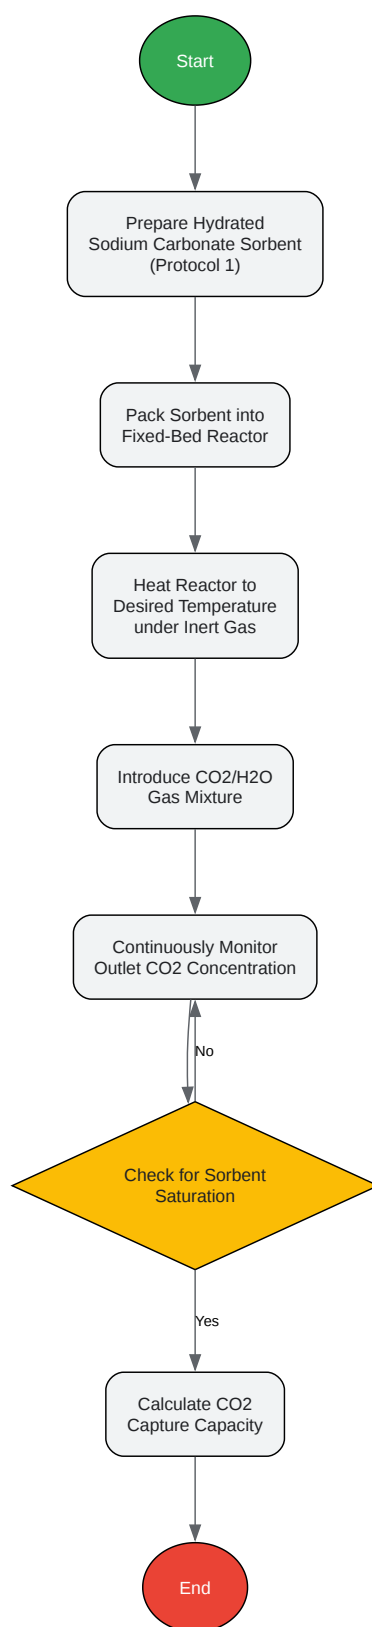 Start
Prepare Hydrated
Sodium Carbonate Sorbent
(Protocol 1)
Pack Sorbent into
Fixed-Bed Reactor
Heat Reactor to
Desired Temperature
under Inert Gas
Introduce CO2/H2O
Gas Mixture
Continuously Monitor
Outlet CO2 Concentration
No
Check for Sorbent
Saturation
Yes
Calculate CO2
Capture Capacity
End